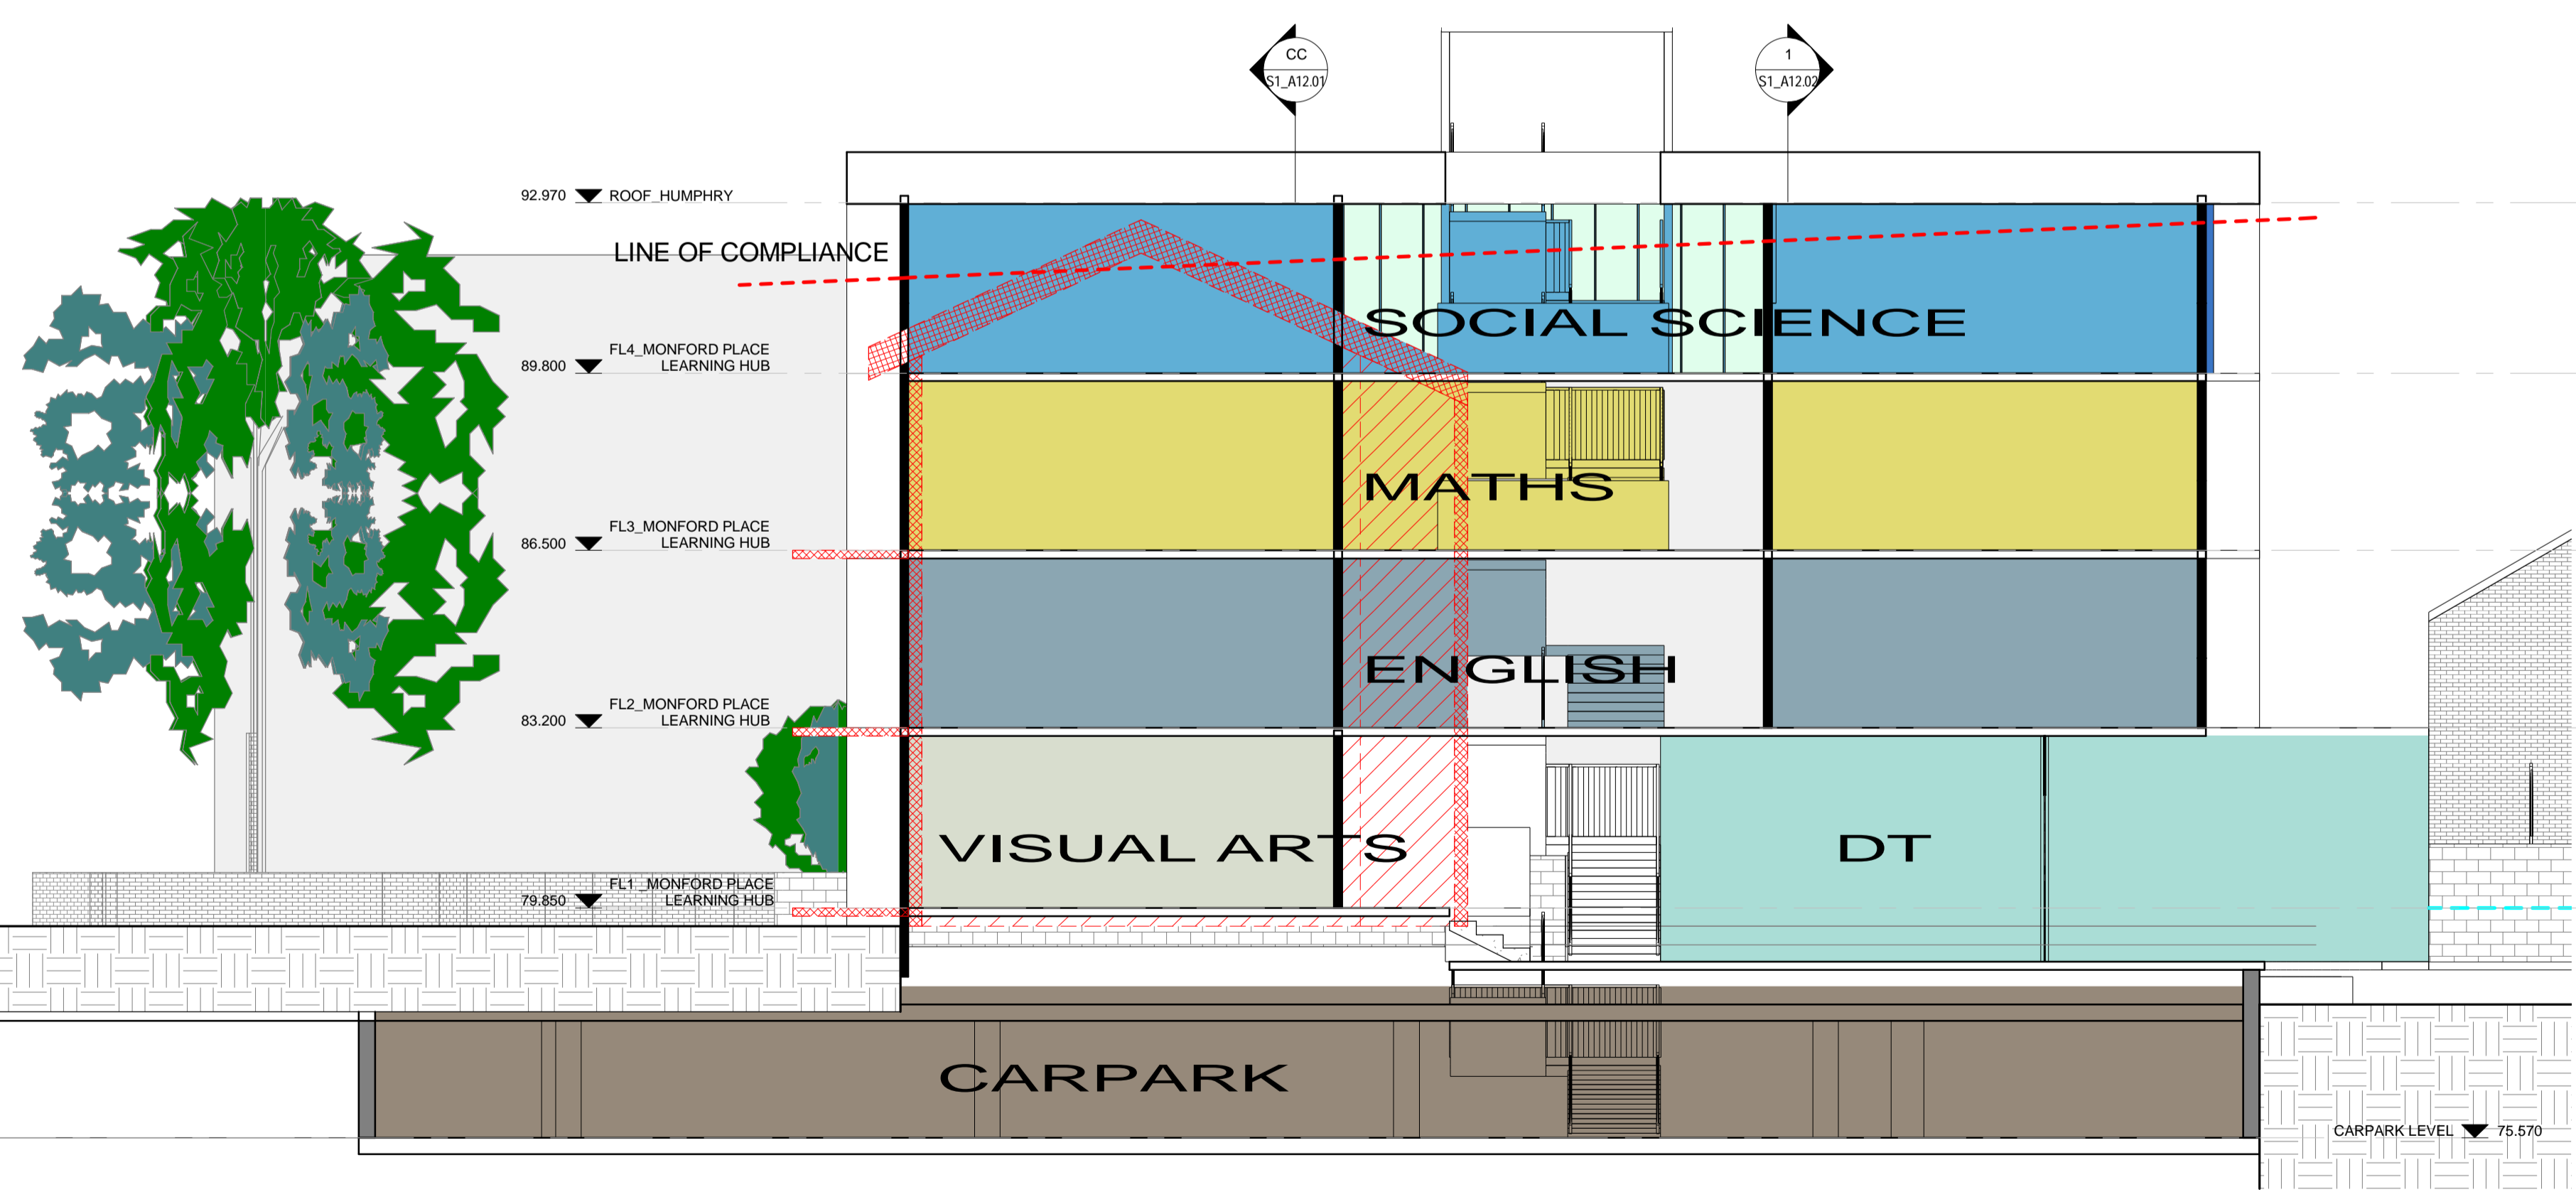 CC
S1_A12.01
1
S1_A12.02
92.970 ROOF_HUMPHRY
LINE OF COMPLIANCE
SOCIAL SCIENCE
FL4_MONFORD PLACE
89.800 LEARNING HUB
MATHS
FL3_MONFORD PLACE
86.500 LEARNING HUB
ENGLISH
FL2_MONFORD PLACE
83.200 LEARNING HUB
VISUAL ARTS
DT
FL1_MONFORD PLACE
79.850 LEARNING HUB
CARPARK
CARPARK LEVEL 75.570